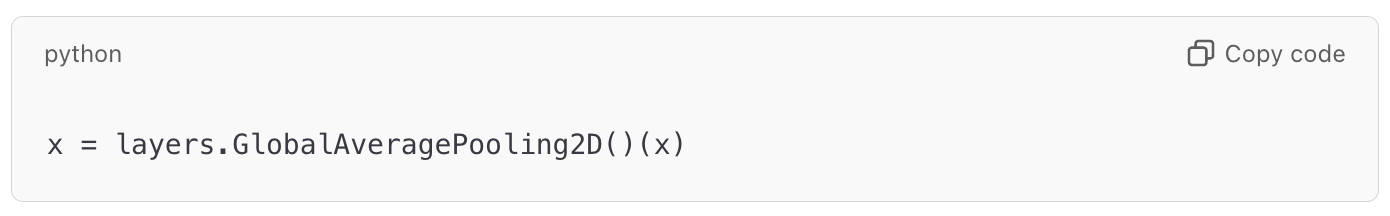 python Copy code
x = layers.GlobalAveragePooling2D()(x)